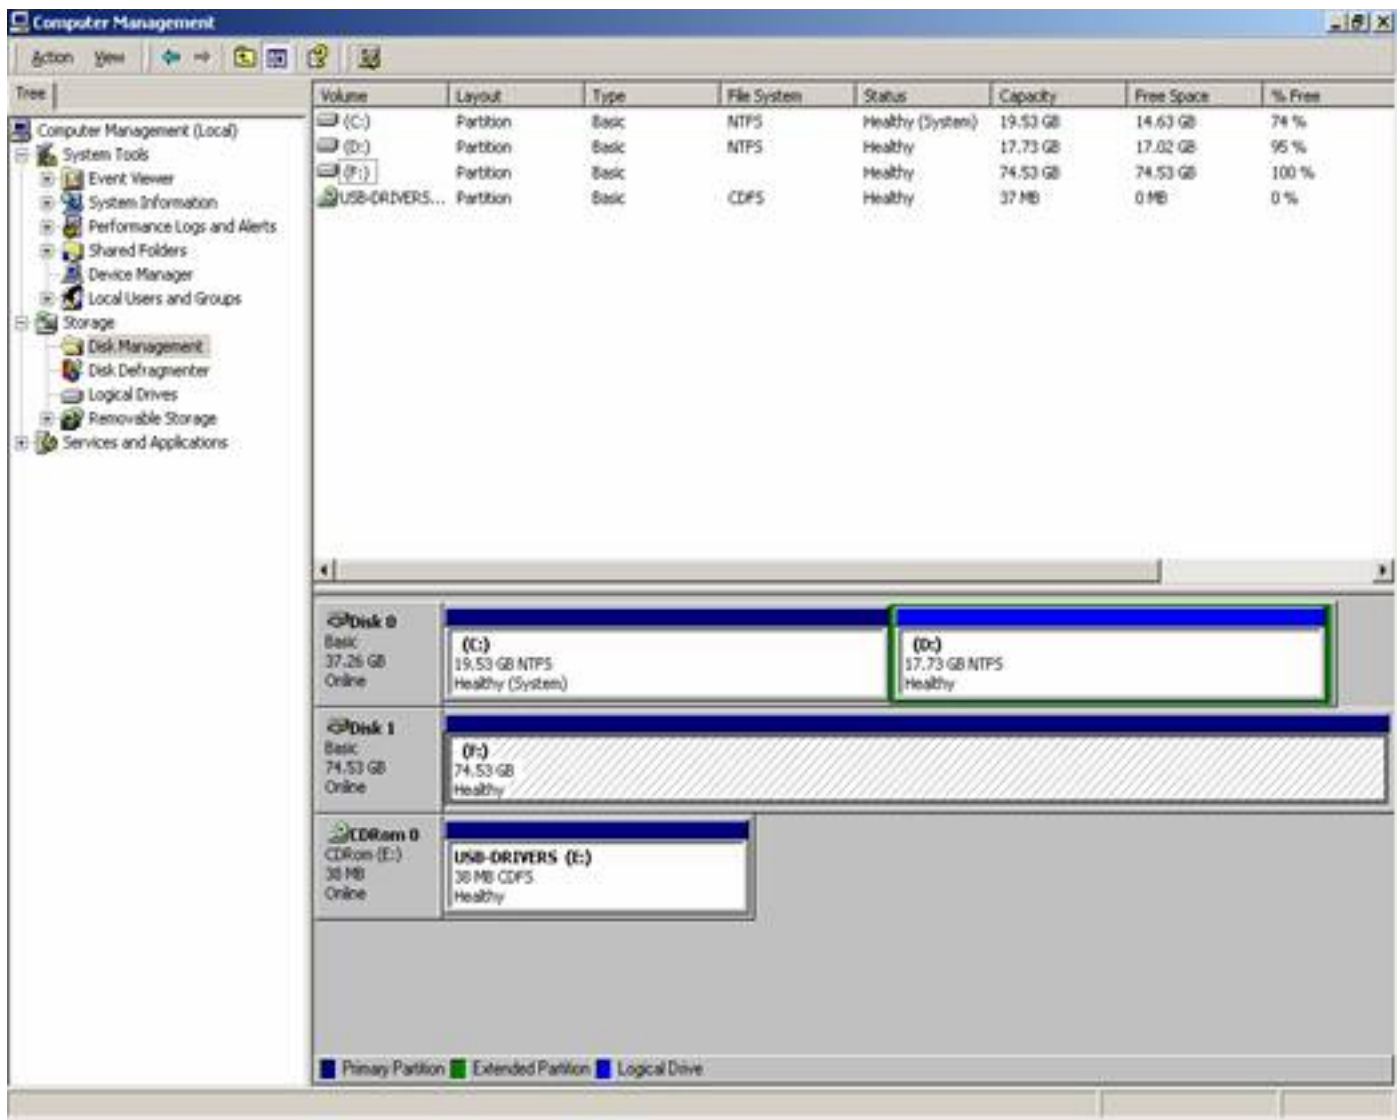 Computer Management
Action View
Tree
Computer Management (Local)
System Tools
Event Viewer
System Information
Performance Logs and Alerts
Shared Folders
Device Manager
Local Users and Groups
Storage
Disk Management
Disk Defragmenter
Logical Drives
Removable Storage
Services and Applications
Volume Layout Type File System Status Capacity Free Space % Free
(C:) Partition Basic NTFS Healthy (System) 19.53 GB 14.63 GB 74 %
(D:) Partition Basic NTFS Healthy 17.73 GB 17.02 GB 95 %
(F:) Partition Basic Healthy 74.53 GB 74.53 GB 100 %
USB-DRIVERS... Partition Basic CDFS Healthy 37 MB 0 MB 0 %
Disk 0
Basic
37.26 GB
Online
(C:)
19.53 GB NTFS
Healthy (System)
(D:)
17.73 GB NTFS
Healthy
Disk 1
Basic
74.53 GB
Online
(F:)
74.53 GB
Healthy
CDRom 0
CDRom (E:)
38 MB
Online
USB-DRIVERS (E:)
38 MB CDFS
Healthy
Primary Partition Extended Partition Logical Drive